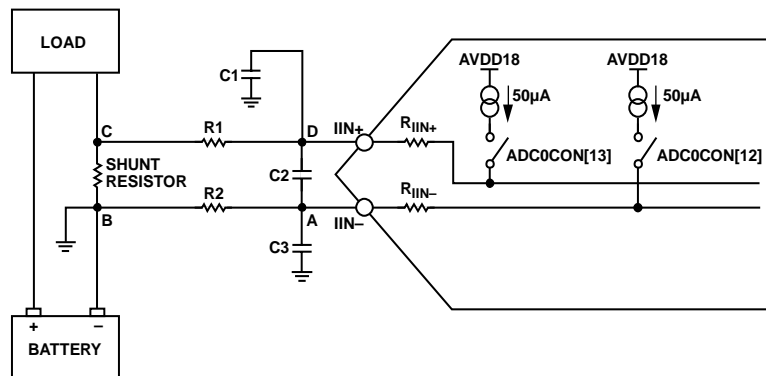 LOAD
C1
AVDD18
AVDD18
50µA
50µA
C
R1
D
IIN+
RIIN+
ADC0CON[13]
ADC0CON[12]
SHUNT
RESISTOR
C2
B
R2
A
IIN–
RIIN–
C3
+
–
BATTERY